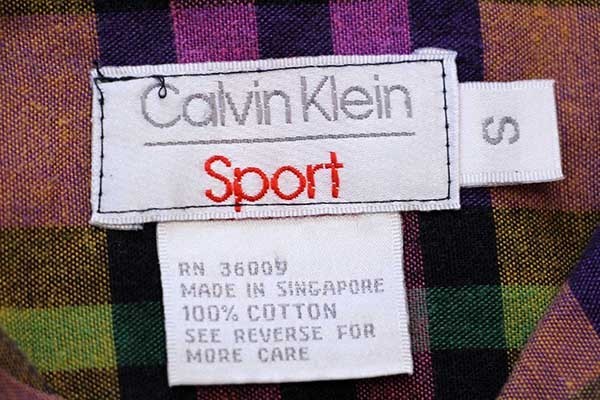 Calvin Klein
Sport
S
RN 36009
MADE IN SINGAPORE
100% COTTON
SEE REVERSE FOR
MORE CARE